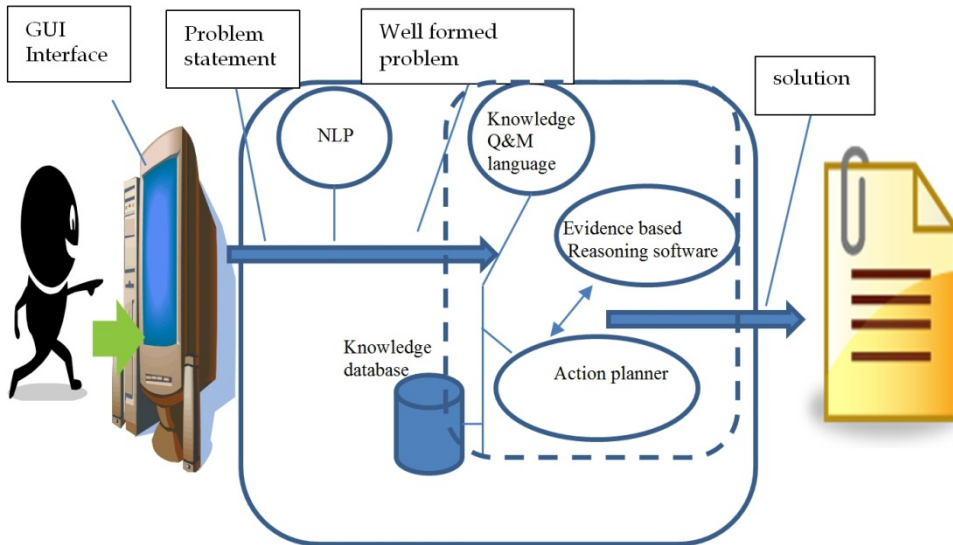 GUI
Interface
Problem
statement
Well formed
problem
solution
NLP
Knowledge
Q&M
language
Evidence based
Reasoning software
Knowledge
database
Action planner